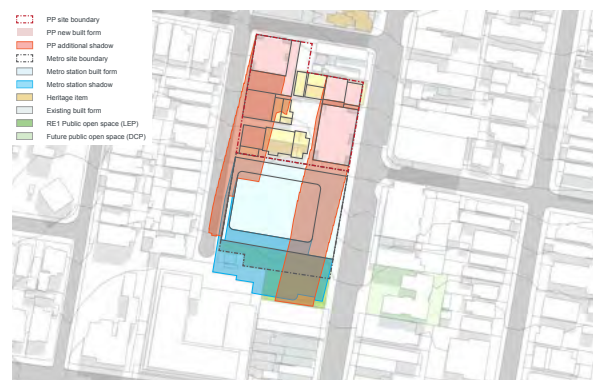 PP site boundary
PP new built form
PP additional shadow
Metro site boundary
Metro station built form
Metro station shadow
Heritage item
Existing built form
RE1 Public open space (LEP)
Future public open space (DCP)